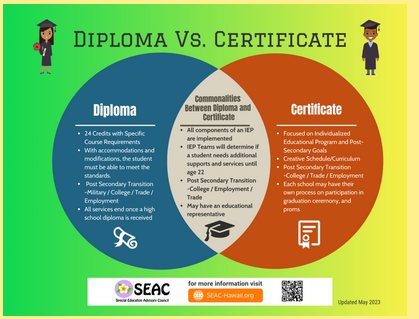 DIPLOMA VS. CERTIFICATE
Diploma
• 24 Credits with Specific
Course Requirements
• With accommodations and
modifications, the student
must be able to meet the
standards.
• Post Secondary Transition
-Military / College / Trade /
Employment
• All services end once a high
school diploma is received
Commonalities
Between Diploma and
Certificate
• All components of an IEP
are implemented
• IEP Teams will determine if
a student needs additional
supports and services until
age 22
• Post Secondary Transition
-College / Employment /
Trade
• May have an educational
representative
Certificate
• Focused on Individualized
Educational Program and Post-
Secondary Goals
• Creative Schedule/Curriculum
• Post Secondary Transition
-College / Trade / Employment
• Each school may have their
own process on participation in
graduation ceremony, and
proms
SEAC
Special Education Advisory Council
for more information visit
SEAC-Hawaii.org
Updated May 2023